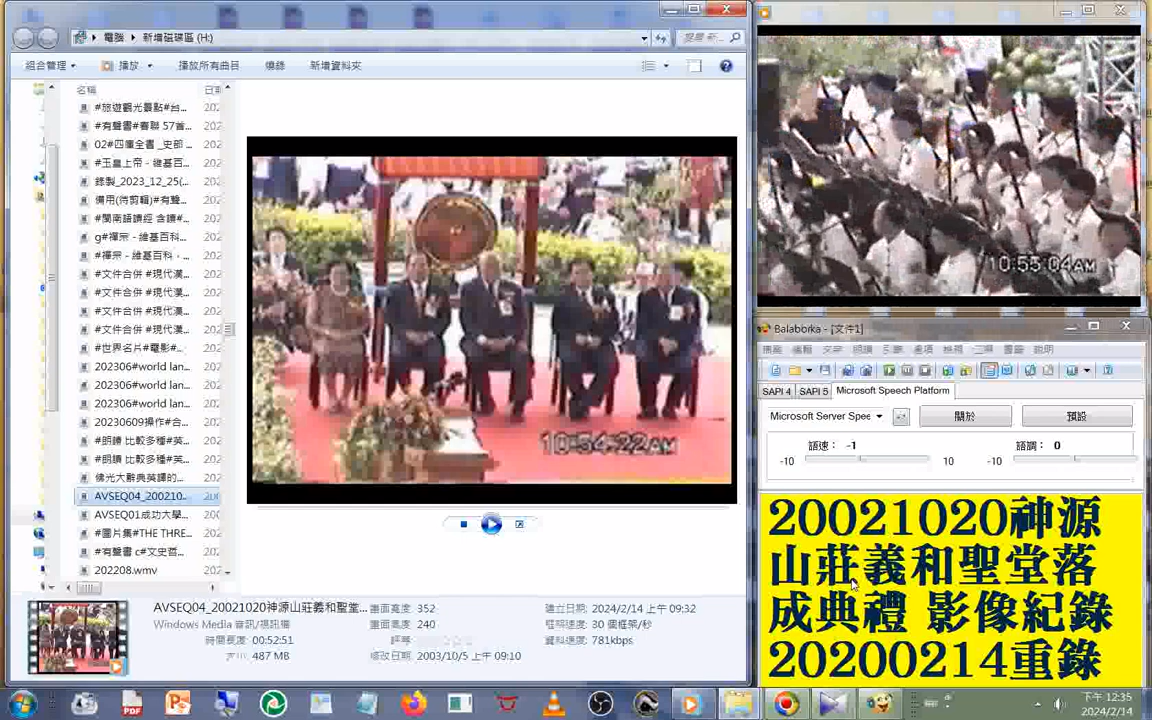 電腦 ▸ 新增磁碟區 (H:)
組合管理 播放 播放所有曲目 燒錄 新增資料夾
名稱
#旅遊觀光景點#台...
#有聲書#春聯 57首...
02#四庫全書 _史部 ...
#玉皇上帝 - 維基百...
錄製_2023_12_25(...
備用(待剪輯)#有聲...
#閩南語讀經 含讀#...
g#禪宗 - 維基百科...
#禪宗 - 維基百科，...
#文件合併 #現代漢...
#文件合併 #現代漢...
#文件合併 #現代漢...
#文件合併 #現代漢...
#世界名片#電影#...
202306#world lan...
202306#world lan...
202306#world lan...
20230609操作#合...
#朗讀 比較多種#英...
#朗讀 比較多種#英...
佛光大辭典英譯的...
AVSEQ04_200210...
AVSEQ01成功大學...
#圖片集#THE THRE...
#有聲書 c#文史哲...
202208.wmv
10:54:22AM
AVSEQ04_20021020神源山莊義和聖堂... 畫面寬度: 352 建立日期: 2024/2/14 上午 09:32
Windows Media 音訊/視訊檔 畫面高度: 240 框架速率: 30 個框架/秒
時間長度: 00:52:51 評等: 資料速度: 781kbps
大小: 487 MB 修改日期: 2003/10/5 上午 09:10
10:55:04AM
Balabolka - [文件1]
SAPI 4 SAPI 5 Microsoft Speech Platform
Microsoft Server Spee 關於 預設
語速: -1 語調: 0
-10 10 -10
20021020神源
山莊義和聖堂落
成典禮 影像紀錄
20200214重錄
下午 12:35
2024/2/14